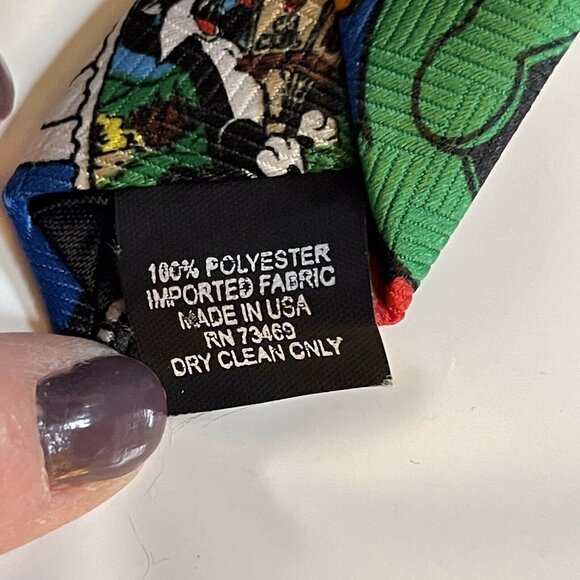 100% POLYESTER
IMPORTED FABRIC
MADE IN USA
RN 73469
DRY CLEAN ONLY